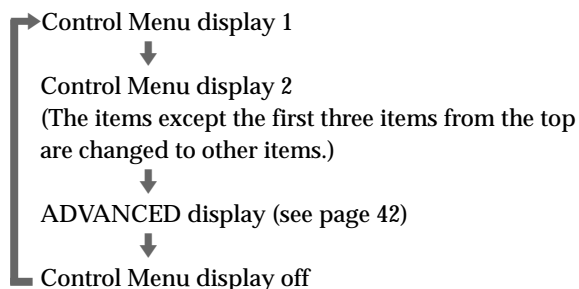 Control Menu display 1
Control Menu display 2
(The items except the first three items from the top
are changed to other items.)
ADVANCED display (see page 42)
Control Menu display off